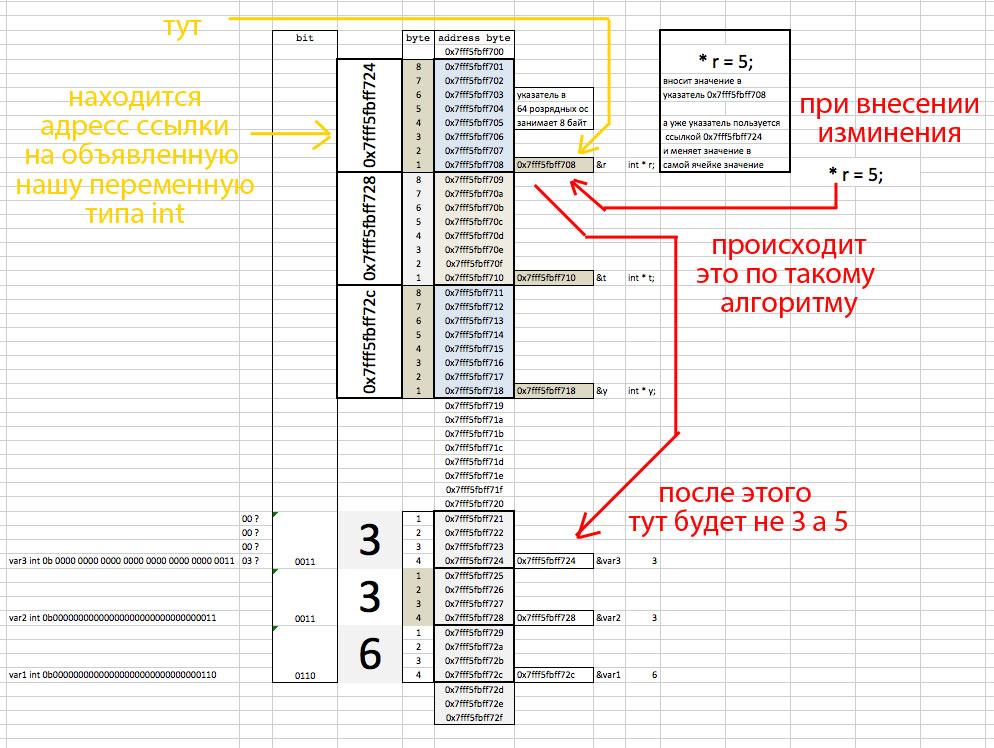 тут
bit
byte address byte
0x7fff5fbff700
* r = 5;
вносит значение в
указатель 0x7fff5fbff708
а уже указатель пользуется
ссылкой 0x7fff5fbff724
и меняет значение в
самой ячейке значение
находится
адресс ссылки
на объявленную
нашу переменную
типа int
при внесении
изминения
* r = 5;
0x7fff5fbff724
8 0x7fff5fbff701
7 0x7fff5fbff702
6 0x7fff5fbff703 указатель в
5 0x7fff5fbff704 64 розрядных ос
4 0x7fff5fbff705 занимает 8 байт
3 0x7fff5fbff706
2 0x7fff5fbff707
1 0x7fff5fbff708 0x7fff5fbff708 &r int * r;
0x7fff5fbff728
8 0x7fff5fbff709
7 0x7fff5fbff70a
6 0x7fff5fbff70b
5 0x7fff5fbff70c
4 0x7fff5fbff70d
3 0x7fff5fbff70e
2 0x7fff5fbff70f
1 0x7fff5fbff710 0x7fff5fbff710 &t int * t;
происходит
это по такому
алгоритму
0x7fff5fbff72c
8 0x7fff5fbff711
7 0x7fff5fbff712
6 0x7fff5fbff713
5 0x7fff5fbff714
4 0x7fff5fbff715
3 0x7fff5fbff716
2 0x7fff5fbff717
1 0x7fff5fbff718 0x7fff5fbff718 &y int * y;
0x7fff5fbff719
0x7fff5fbff71a
0x7fff5fbff71b
0x7fff5fbff71c
0x7fff5fbff71d
0x7fff5fbff71e
0x7fff5fbff71f
0x7fff5fbff720
после этого
тут будет не 3 а 5
3
00 ? 1 0x7fff5fbff721
00 ? 2 0x7fff5fbff722
00 ? 3 0x7fff5fbff723
var3 int 0b 0000 0000 0000 0000 0000 0000 0000 0011 03 ? 0011 4 0x7fff5fbff724 0x7fff5fbff724 &var3 3
3
1 0x7fff5fbff725
2 0x7fff5fbff726
3 0x7fff5fbff727
var2 int 0b00000000000000000000000000000011 0011 4 0x7fff5fbff728 0x7fff5fbff728 &var2 3
6
1 0x7fff5fbff729
2 0x7fff5fbff72a
3 0x7fff5fbff72b
var1 int 0b00000000000000000000000000000110 0110 4 0x7fff5fbff72c 0x7fff5fbff72c &var1 6
0x7fff5fbff72d
0x7fff5fbff72e
0x7fff5fbff72f